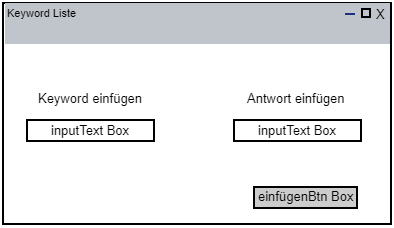 Keyword Liste
X
Keyword einfügen
Antwort einfügen
inputText Box
inputText Box
einfügenBtn Box